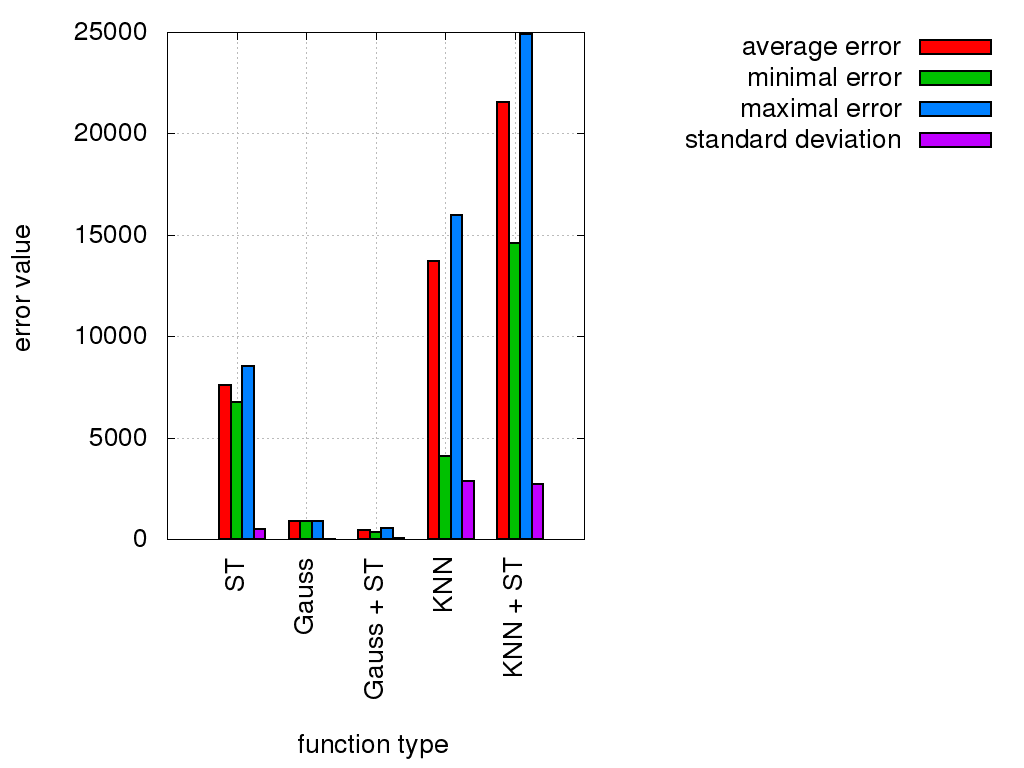 25000
20000
15000
10000
5000
0
error value
ST
Gauss
Gauss + ST
KNN
KNN + ST
function type
average error
minimal error
maximal error
standard deviation